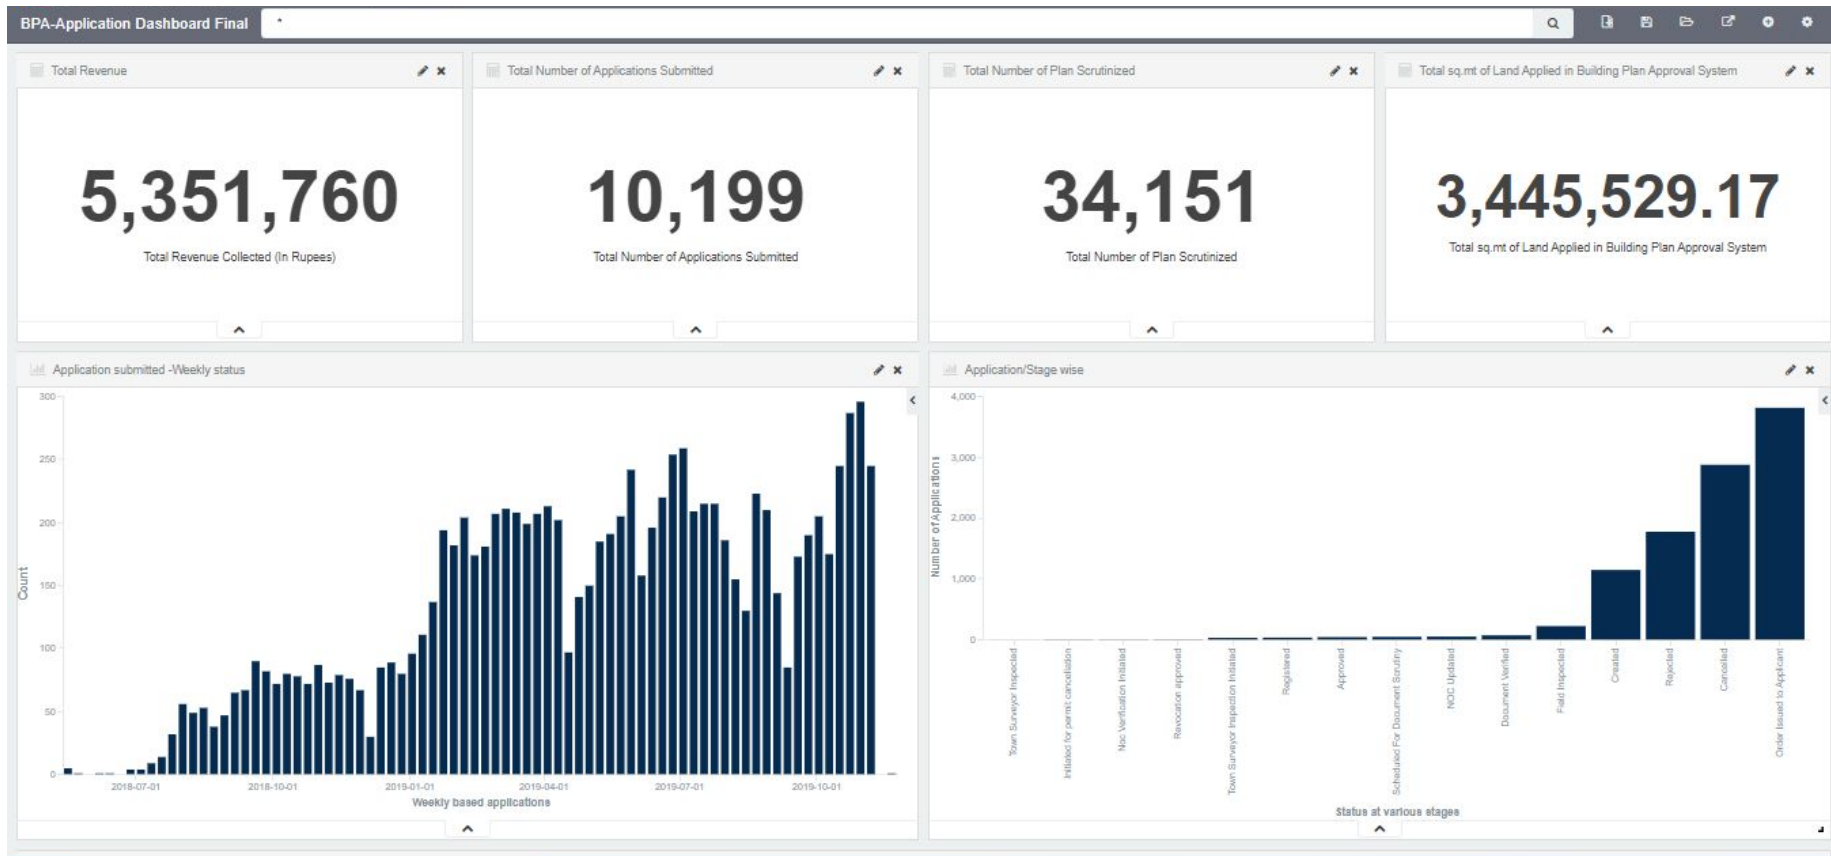 BPA-Application Dashboard Final
*
Total Revenue
5,351,760
Total Revenue Collected (In Rupees)
Total Number of Applications Submitted
10,199
Total Number of Applications Submitted
Total Number of Plan Scrutinized
34,151
Total Number of Plan Scrutinized
Total sq.mt of Land Applied in Building Plan Approval System
3,445,529.17
Total sq.mt of Land Applied in Building Plan Approval System
Application submitted -Weekly status
300
250
200
150
100
50
0
Count
2018-07-01
2018-10-01
2019-01-01
2019-04-01
2019-07-01
2019-10-01
Weekly based applications
Application/Stage wise
4,000
3,000
2,000
1,000
0
Number of Applications
Town Surveyor Inspected
Initiated for permit cancellation
Noc Verification Initiated
Revocation approved
Town Surveyor Inspection Initiated
Registered
Approved
Scheduled For Document Scrutiny
NOC Updated
Document Verified
Field Inspected
Created
Rejected
Cancelled
Order Issued to Applicant
Status at various stages